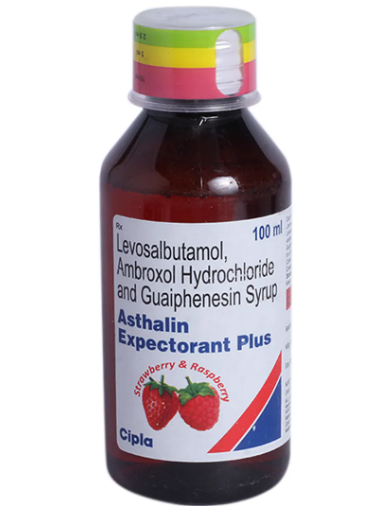 Rx
100 ml
Levosalbutamol,
Ambroxol Hydrochloride
and Guaiphenesin Syrup
Asthalin
Expectorant Plus
Strawberry & Raspberry
Cipla